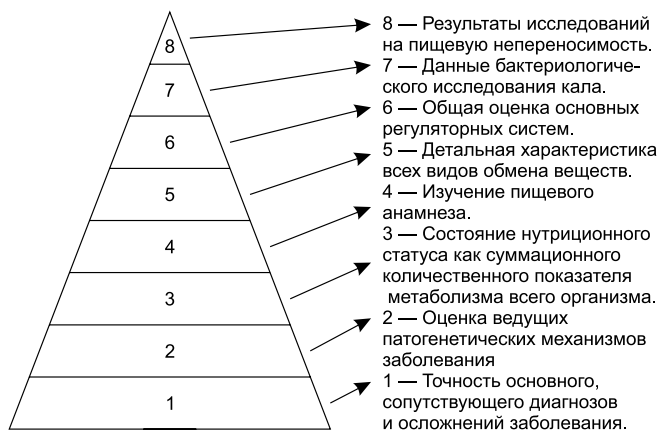 8 — Результаты исследований
на пищевую непереносимость.
7 — Данные бактериологиче-
ского исследования кала.
6 — Общая оценка основных
регуляторных систем.
5 — Детальная характеристика
всех видов обмена веществ.
4 — Изучение пищевого
анамнеза.
3 — Состояние нутриционного
статуса как суммационного
количественного показателя
метаболизма всего организма.
2 — Оценка ведущих
патогенетических механизмов
заболевания
1 — Точность основного,
сопутствующего диагнозов
и осложнений заболевания.
8
7
6
5
4
3
2
1